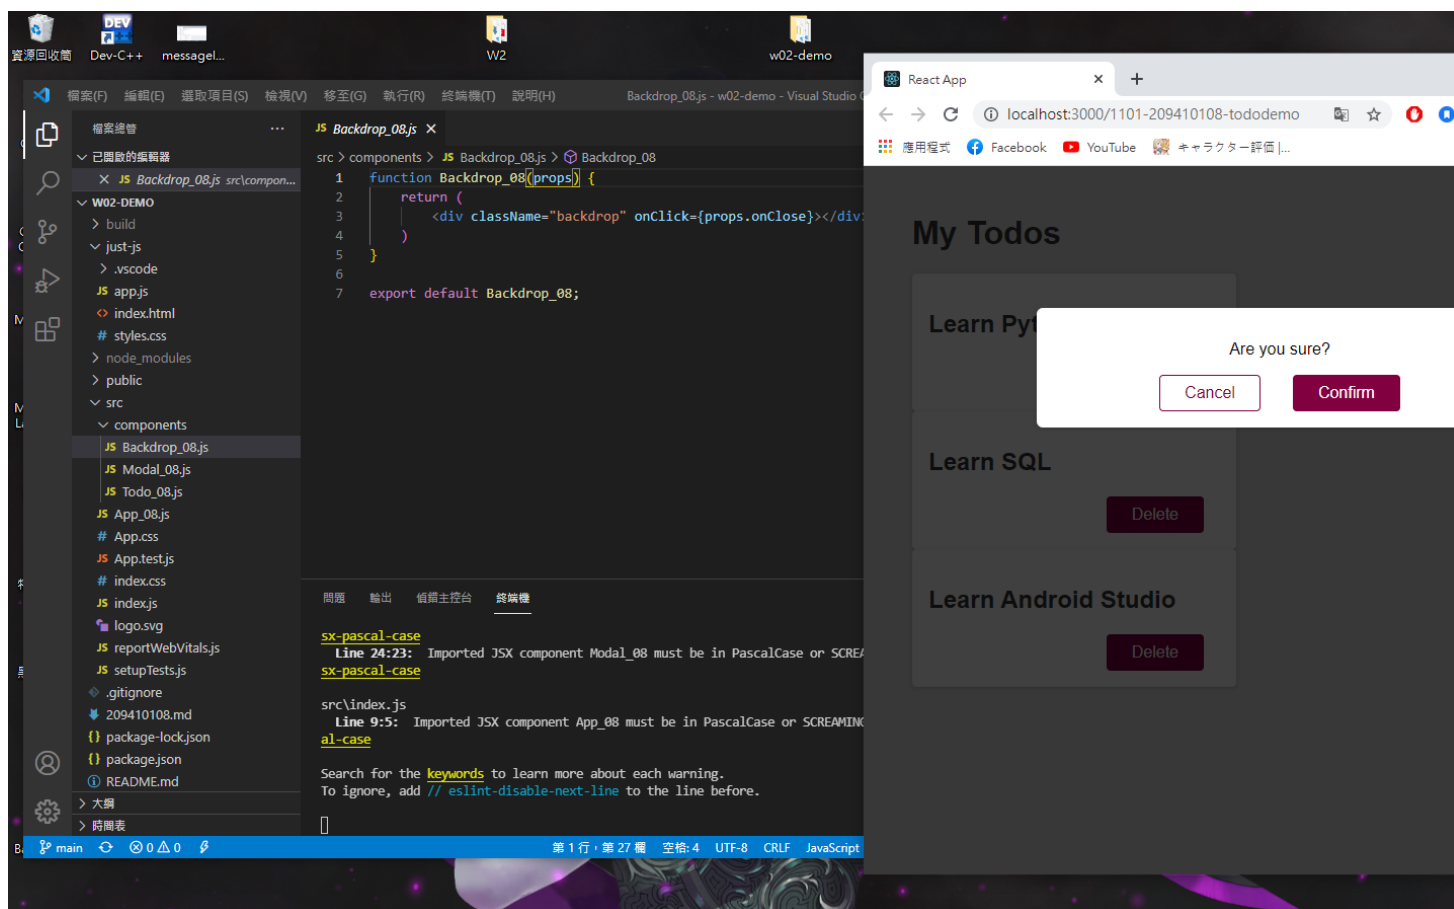 資源回收筒
Dev-C++
messagel...
W2
w02-demo
檔案(F) 編輯(E) 選取項目(S) 檢視(V) 移至(G) 執行(R) 終端機(T) 說明(H) Backdrop_08.js - w02-demo - Visual Studio
檔案總管 ...
已開啟的編輯器
JS Backdrop_08.js src\compon...
W02-DEMO
build
just-js
.vscode
JS app.js
<> index.html
# styles.css
node_modules
public
src
components
JS Backdrop_08.js
JS Modal_08.js
JS Todo_08.js
JS App_08.js
# App.css
JS App.test.js
# index.css
JS index.js
logo.svg
JS reportWebVitals.js
JS setupTests.js
.gitignore
209410108.md
{} package-lock.json
{} package.json
README.md
大綱
時間表
JS Backdrop_08.js
src > components > JS Backdrop_08.js > Backdrop_08
1 function Backdrop_08(props) {
2 return (
3 <div className="backdrop" onClick={props.onClose}></div>
4 )
5 }
6
7 export default Backdrop_08;
問題 輸出 偵錯主控台 終端機
sx-pascal-case
Line 24:23: Imported JSX component Modal_08 must be in PascalCase or SCREA
sx-pascal-case
src\index.js
Line 9:5: Imported JSX component App_08 must be in PascalCase or SCREAMING
al-case
Search for the keywords to learn more about each warning.
To ignore, add // eslint-disable-next-line to the line before.
main 0 0 第 1 行，第 27 欄 空格: 4 UTF-8 CRLF JavaScript
React App
localhost:3000/1101-209410108-tododemo
應用程式 Facebook YouTube キャラクター評価 |...
My Todos
Learn Pyt
Are you sure?
Cancel Confirm
Learn SQL
Delete
Learn Android Studio
Delete